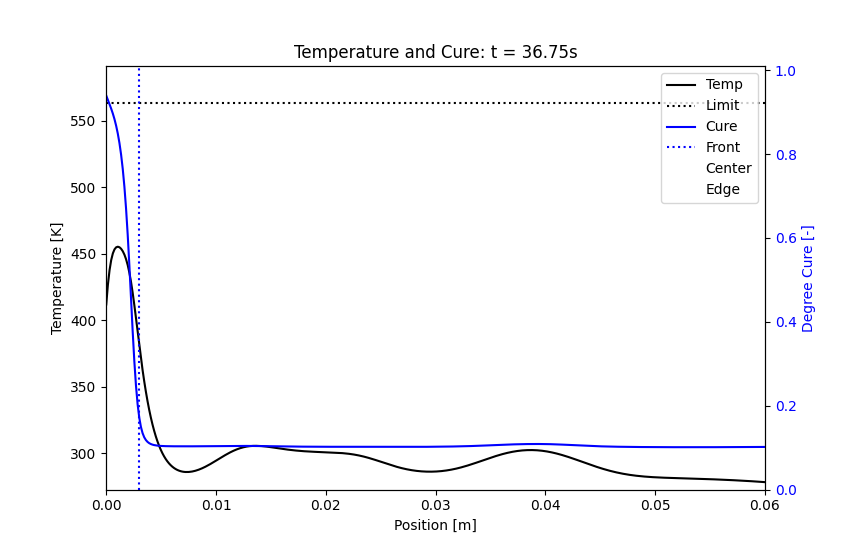 Temperature and Cure: t = 36.75s
Temperature [K]
550
500
450
400
350
300
Temp
Limit
Cure
Front
Center
Edge
1.0
0.8
0.6
0.4
0.2
0.0
Degree Cure [-]
0.00 0.01 0.02 0.03 0.04 0.05 0.06
Position [m]